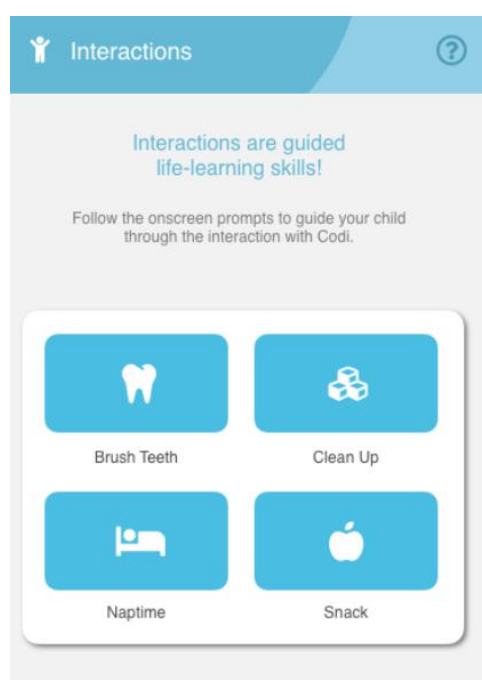 Interactions
?
Interactions are guided
life-learning skills!
Follow the onscreen prompts to guide your child
through the interaction with Codi.
Brush Teeth
Clean Up
Naptime
Snack